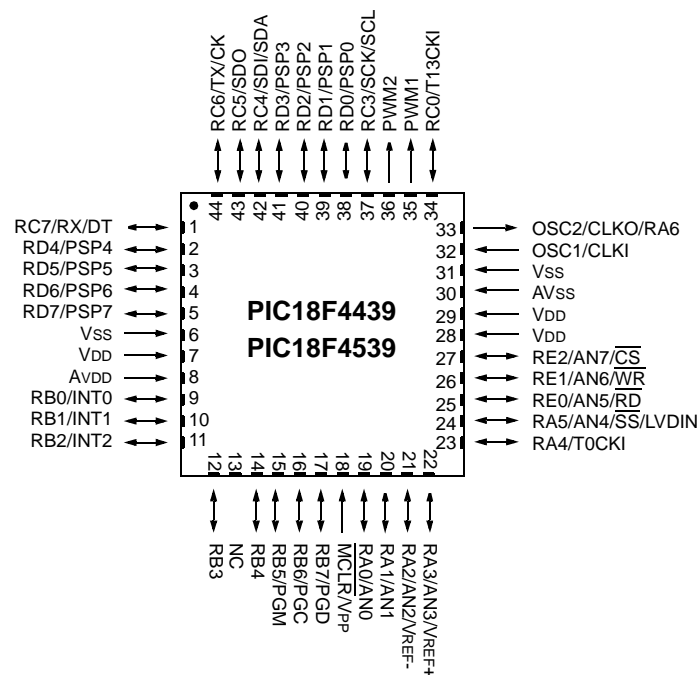 RC6/TX/CK
RC5/SDO
RC4/SDI/SDA
RD3/PSP3
RD2/PSP2
RD1/PSP1
RD0/PSP0
RC3/SCK/SCL
PWM2
PWM1
RC0/T13CKI
44
43
42
41
40
39
38
37
36
35
34
RC7/RX/DT
RD4/PSP4
RD5/PSP5
RD6/PSP6
RD7/PSP7
VSS
VDD
AVDD
RB0/INT0
RB1/INT1
RB2/INT2
1
2
3
4
5
6
7
8
9
10
11
PIC18F4439
PIC18F4539
33
32
31
30
29
28
27
26
25
24
23
OSC2/CLKO/RA6
OSC1/CLKI
VSS
AVSS
VDD
VDD
RE2/AN7/CS
RE1/AN6/WR
RE0/AN5/RD
RA5/AN4/SS/LVDIN
RA4/T0CKI
12
13
14
15
16
17
18
19
20
21
22
RB3
NC
RB4
RB5/PGM
RB6/PGC
RB7/PGD
MCLR/VPP
RA0/AN0
RA1/AN1
RA2/AN2/VREF-
RA3/AN3/VREF+